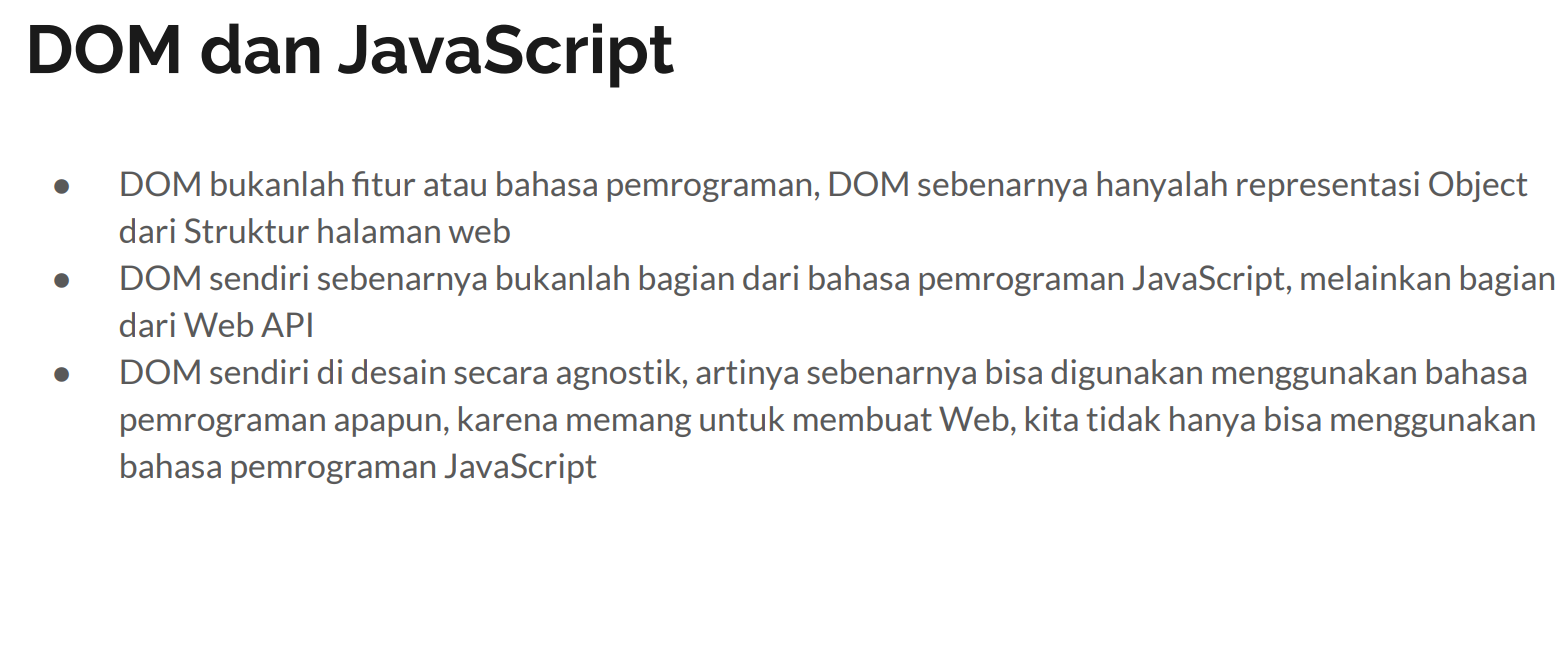 DOM dan JavaScript
● DOM bukanlah fitur atau bahasa pemrograman, DOM sebenarnya hanyalah representasi Object
dari Struktur halaman web
● DOM sendiri sebenarnya bukanlah bagian dari bahasa pemrograman JavaScript, melainkan bagian
dari Web API
● DOM sendiri di desain secara agnostik, artinya sebenarnya bisa digunakan menggunakan bahasa
pemrograman apapun, karena memang untuk membuat Web, kita tidak hanya bisa menggunakan
bahasa pemrograman JavaScript